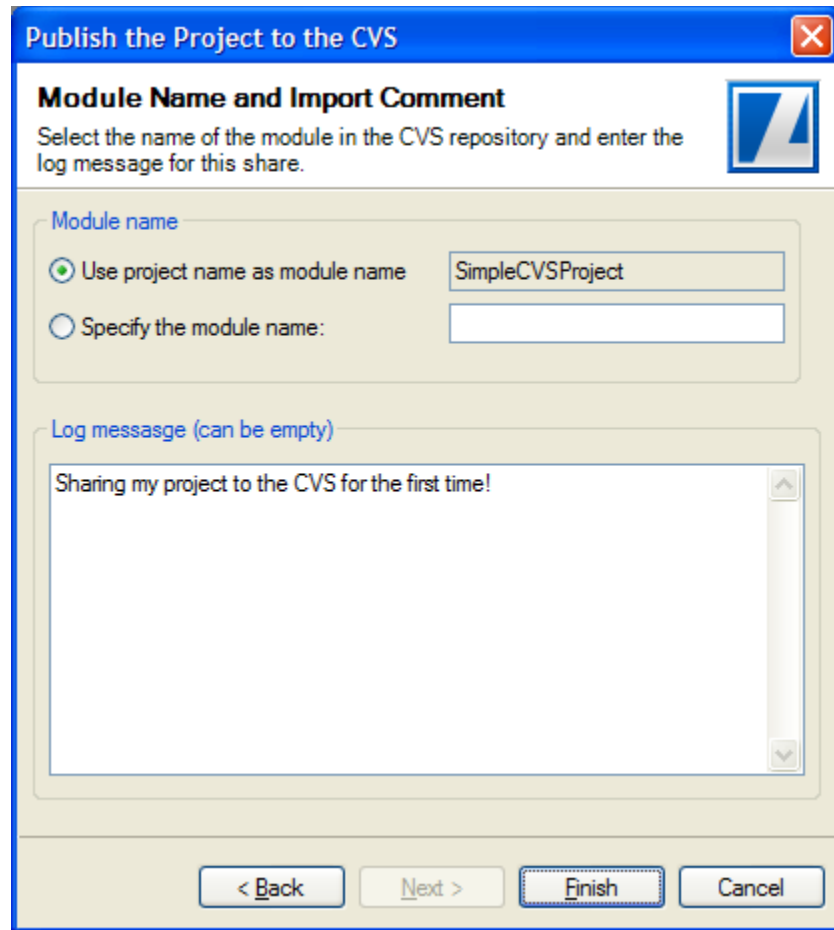 Publish the Project to the CVS
Module Name and Import Comment
Select the name of the module in the CVS repository and enter the
log message for this share.
Module name
Use project name as module name SimpleCVSProject
Specify the module name:
Log messasge (can be empty)
Sharing my project to the CVS for the first time!
< Back Next > Finish Cancel